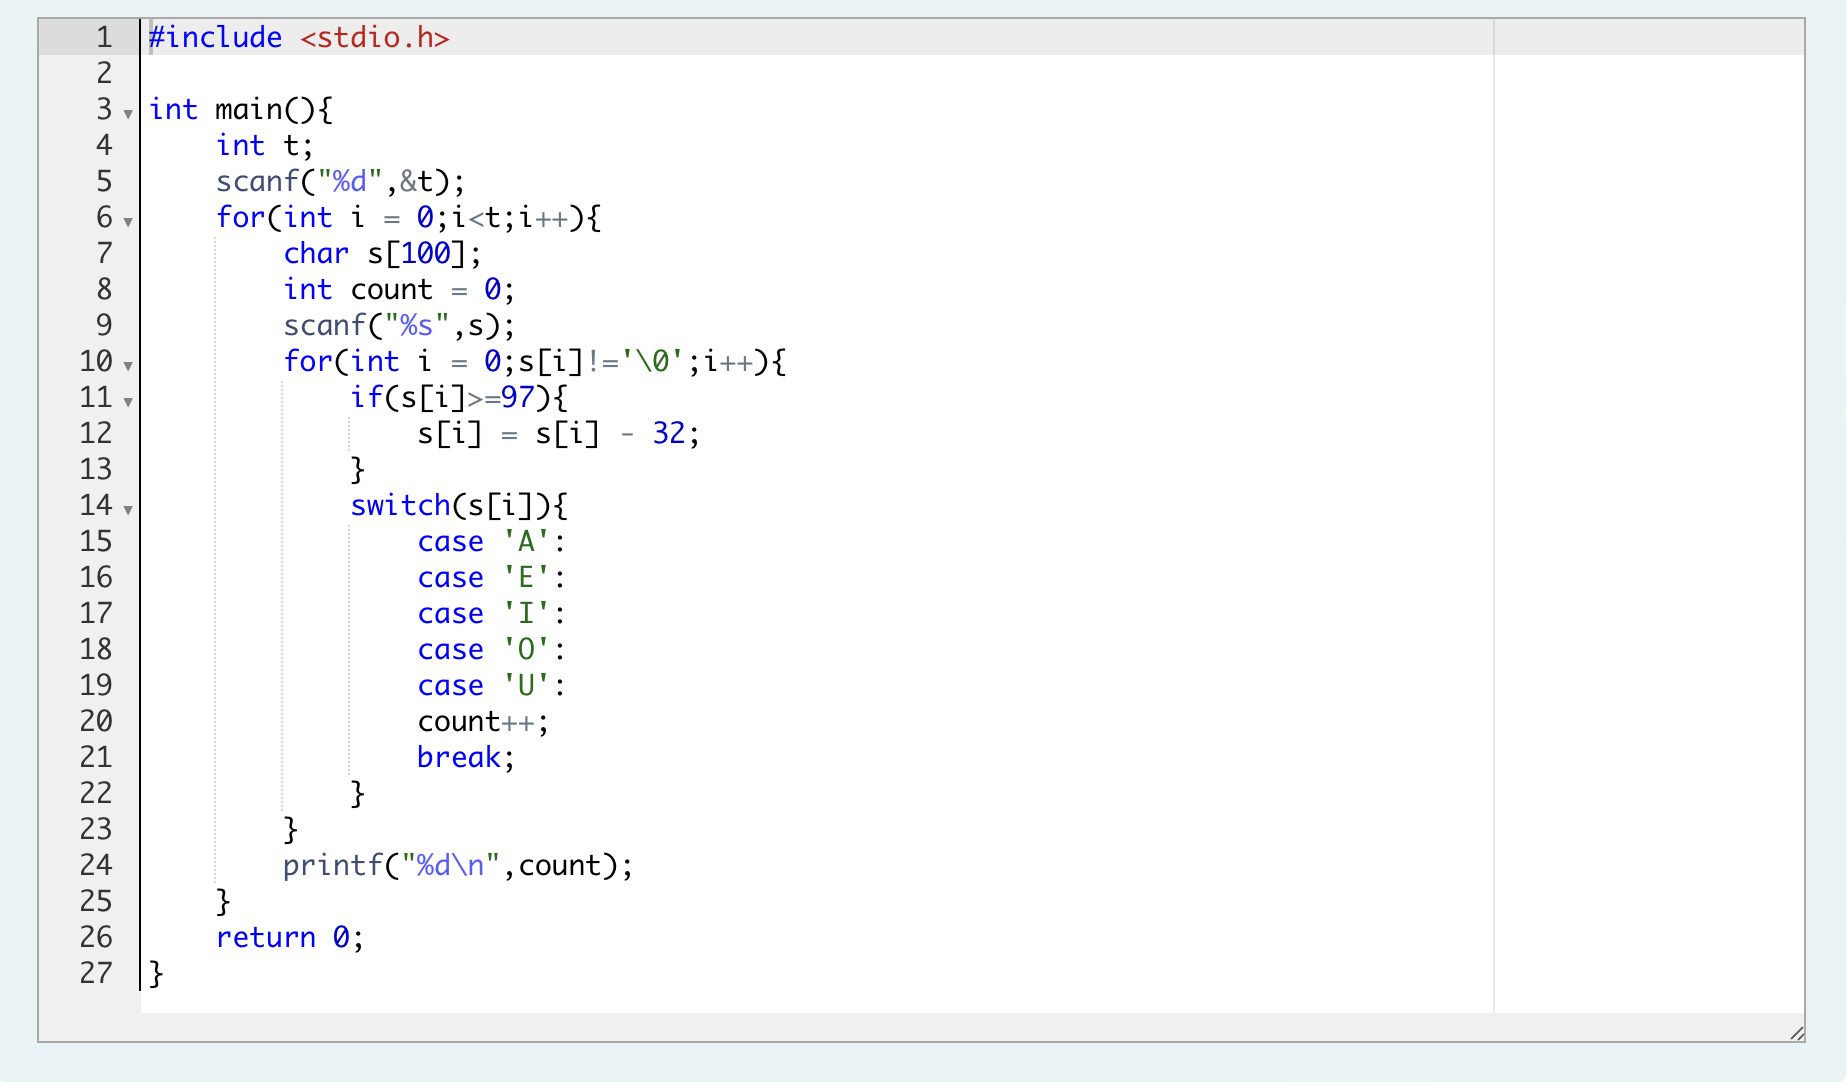 1 #include <stdio.h>
2
3 int main(){
4     int t;
5     scanf("%d",&t);
6     for(int i = 0;i<t;i++){
7         char s[100];
8         int count = 0;
9         scanf("%s",s);
10         for(int i = 0;s[i]!='\0';i++){
11             if(s[i]>=97){
12                 s[i] = s[i] - 32;
13             }
14             switch(s[i]){
15                 case 'A':
16                 case 'E':
17                 case 'I':
18                 case 'O':
19                 case 'U':
20                 count++;
21                 break;
22             }
23         }
24         printf("%d\n",count);
25     }
26     return 0;
27 }